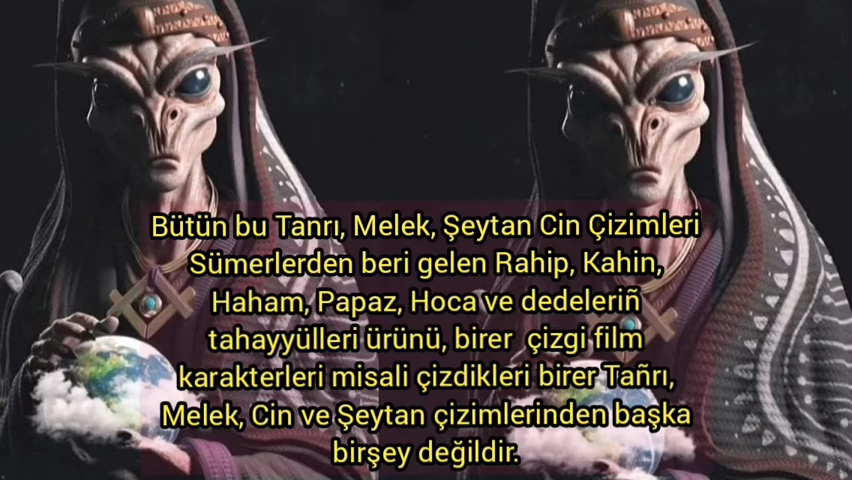 Bütün bu Tanrı, Melek, Şeytan Cin Çizimleri
Sümerlerden beri gelen Rahip, Kahin,
Haham, Papaz, Hoca ve dedeleriñ
tahayyülleri ürünü, birer çizgi film
karakterleri misali çizdikleri birer Tañrı,
Melek, Cin ve Şeytan çizimlerinden başka
birşey değildir.